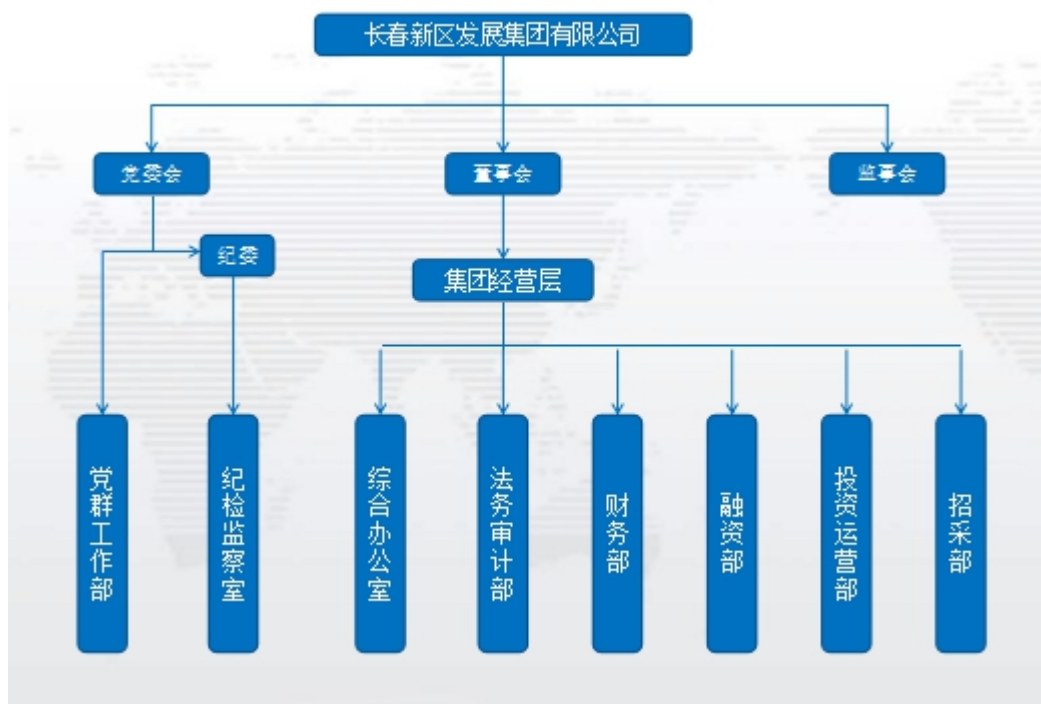 长春新区发展集团有限公司
党委会
董事会
监事会
纪委
集团经营层
党群工作部
纪检监察室
综合办公室
法务审计部
财务部
融资部
投资运营部
招采部